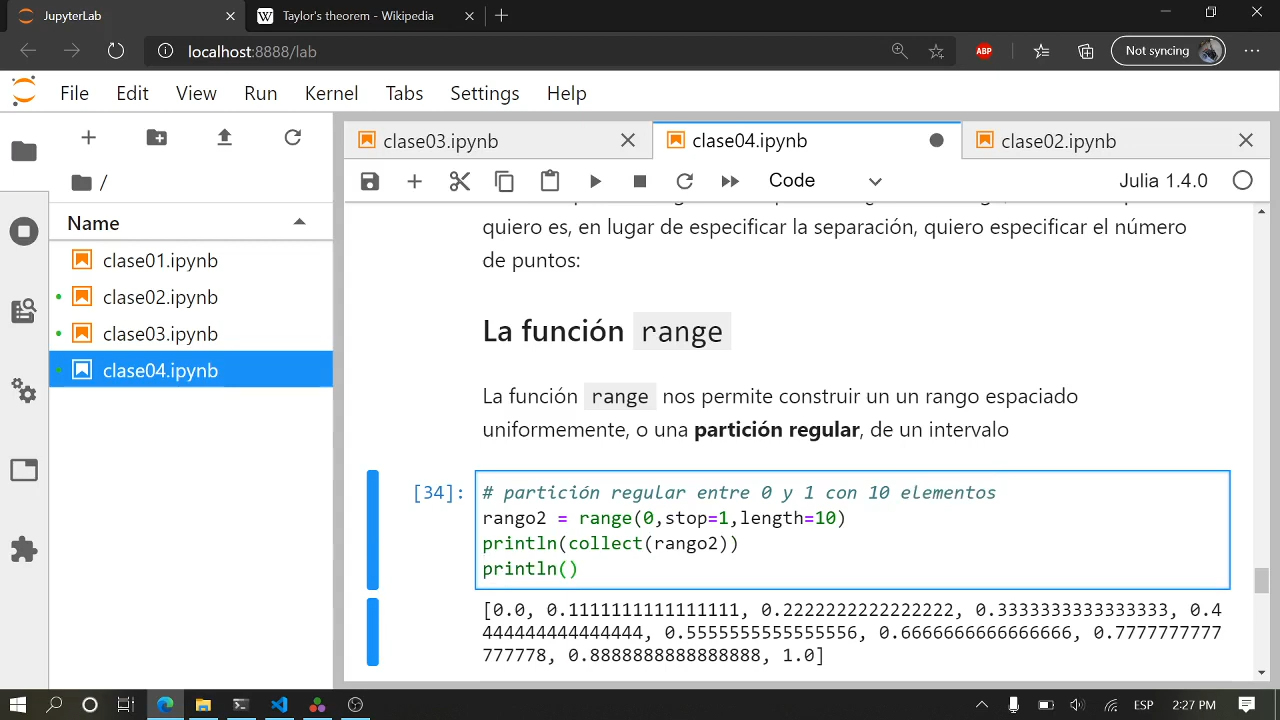 JupyterLab
Taylor's theorem - Wikipedia
localhost:8888/lab
ABP
Not syncing
File Edit View Run Kernel Tabs Settings Help
clase03.ipynb
clase04.ipynb
clase02.ipynb
Code
Julia 1.4.0
/
Name
clase01.ipynb
clase02.ipynb
clase03.ipynb
clase04.ipynb
quiero es, en lugar de especificar la separación, quiero especificar el número
de puntos:
La función range
La función range nos permite construir un un rango espaciado
uniformemente, o una partición regular, de un intervalo
[34]:
# partición regular entre 0 y 1 con 10 elementos
rango2 = range(0,stop=1,length=10)
println(collect(rango2))
println()
[0.0, 0.1111111111111111, 0.2222222222222222, 0.3333333333333333, 0.4
444444444444444, 0.5555555555555556, 0.6666666666666666, 0.7777777777
777778, 0.8888888888888888, 1.0]
ESP
2:27 PM